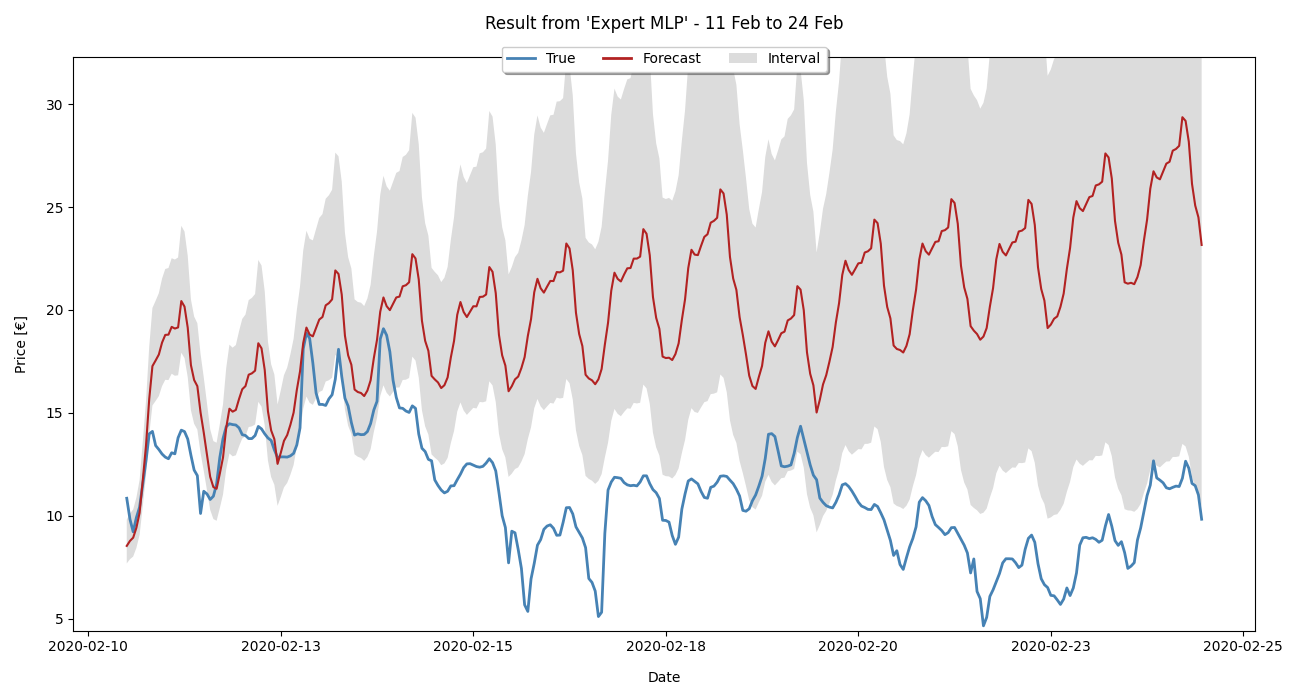 Result from 'Expert MLP' - 11 Feb to 24 Feb
True Forecast Interval
30
25
20
15
10
5
Price [€]
2020-02-10 2020-02-13 2020-02-15 2020-02-18 2020-02-20 2020-02-23 2020-02-25
Date